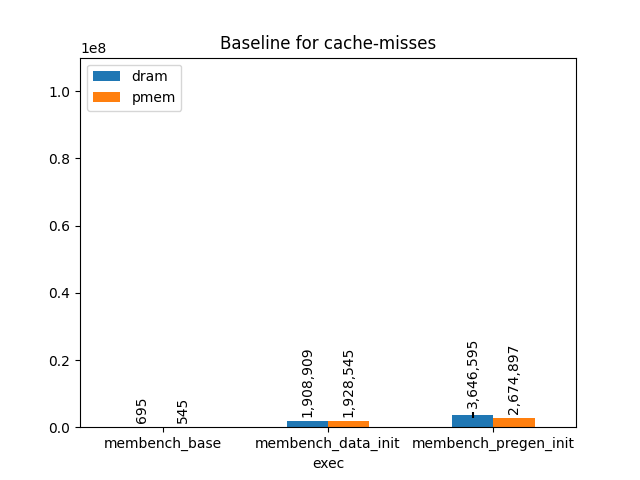 Baseline for cache-misses
1e8
dram
pmem
1.0
0.8
0.6
0.4
0.2
0.0
695
545
1,908,909
1,928,545
3,646,595
2,674,897
membench_base
membench_data_init
membench_pregen_init
exec